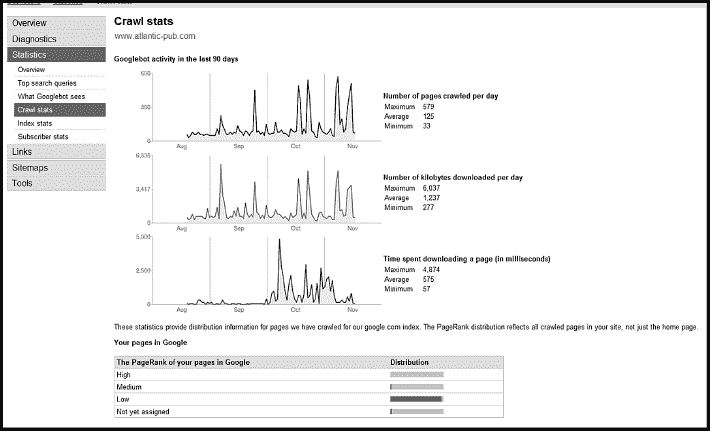 Overview
Diagnostics
Statistics
Overview
Top search queries
What Googlebot sees
Crawl stats
Index stats
Subscriber stats
Links
Sitemaps
Tools
Crawl stats
www.atlantic-pub.com
Googlebot activity in the last 90 days
Number of pages crawled per day
Maximum 579
Average 125
Minimum 33
0
Aug Sep Oct Nov
Number of kilobytes downloaded per day
3,417
Maximum 6,037
Average 1,237
Minimum 277
0
Aug Sep Oct Nov
5,000
Time spent downloading a page (in milliseconds)
2,500
Maximum 4,874
Average 575
Minimum 57
0
Aug Sep Oct Nov
These statistics provide distribution information for pages we have crawled for our google.com index. The PageRank distribution reflects all crawled pages in your site, not just the home page.
Your pages in Google
The PageRank of your pages in Google Distribution
High
Medium
Low
Not yet assigned